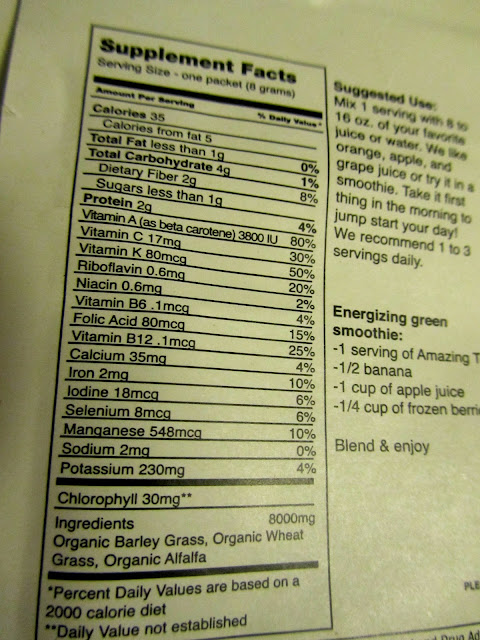 Supplement Facts
Serving Size - one packet (8 grams)
Amount Per Serving % Daily Value*
Calories 35
Calories from fat 5
Total Fat less than 1g 0%
Total Carbohydrate 4g 1%
Dietary Fiber 2g 8%
Sugars less than 1g
Protein 2g 4%
Vitamin A (as beta carotene) 3800 IU 80%
Vitamin C 17mg 30%
Vitamin K 80mcg 50%
Riboflavin 0.6mg 20%
Niacin 0.6mg 2%
Vitamin B6 .1mcg 4%
Folic Acid 80mcg 15%
Vitamin B12 .1mcg 25%
Calcium 35mg 4%
Iron 2mg 10%
Iodine 18mcg 6%
Selenium 8mcg 6%
Manganese 548mcg 10%
Sodium 2mg 0%
Potassium 230mg 4%
Chlorophyll 30mg**
Ingredients 8000mg
Organic Barley Grass, Organic Wheat
Grass, Organic Alfalfa
*Percent Daily Values are based on a
2000 calorie diet
**Daily Value not established
Suggested Use:
Mix 1 serving with 8 to
16 oz. of your favorite
juice or water. We like
orange, apple, and
grape juice or try it in a
smoothie. Take it first
thing in the morning to
jump start your day!
We recommend 1 to 3
servings daily.
Energizing green
smoothie:
-1 serving of Amazing
-1/2 banana
-1 cup of apple juice
-1/4 cup of frozen
Blend & enjoy